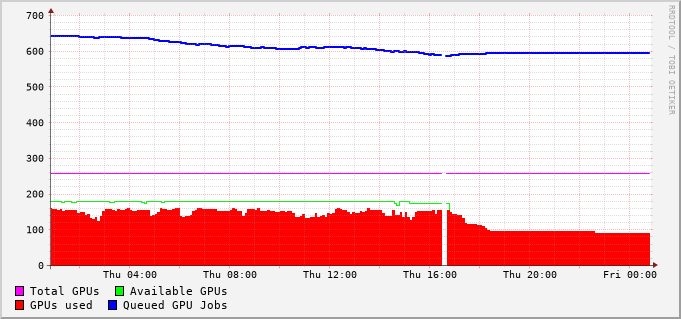 700
600
500
400
300
200
100
0
Thu 04:00 Thu 08:00 Thu 12:00 Thu 16:00 Thu 20:00 Fri 00:00
Total GPUs Available GPUs
GPUs used Queued GPU Jobs
RRDTOOL / TOBI OETIKER